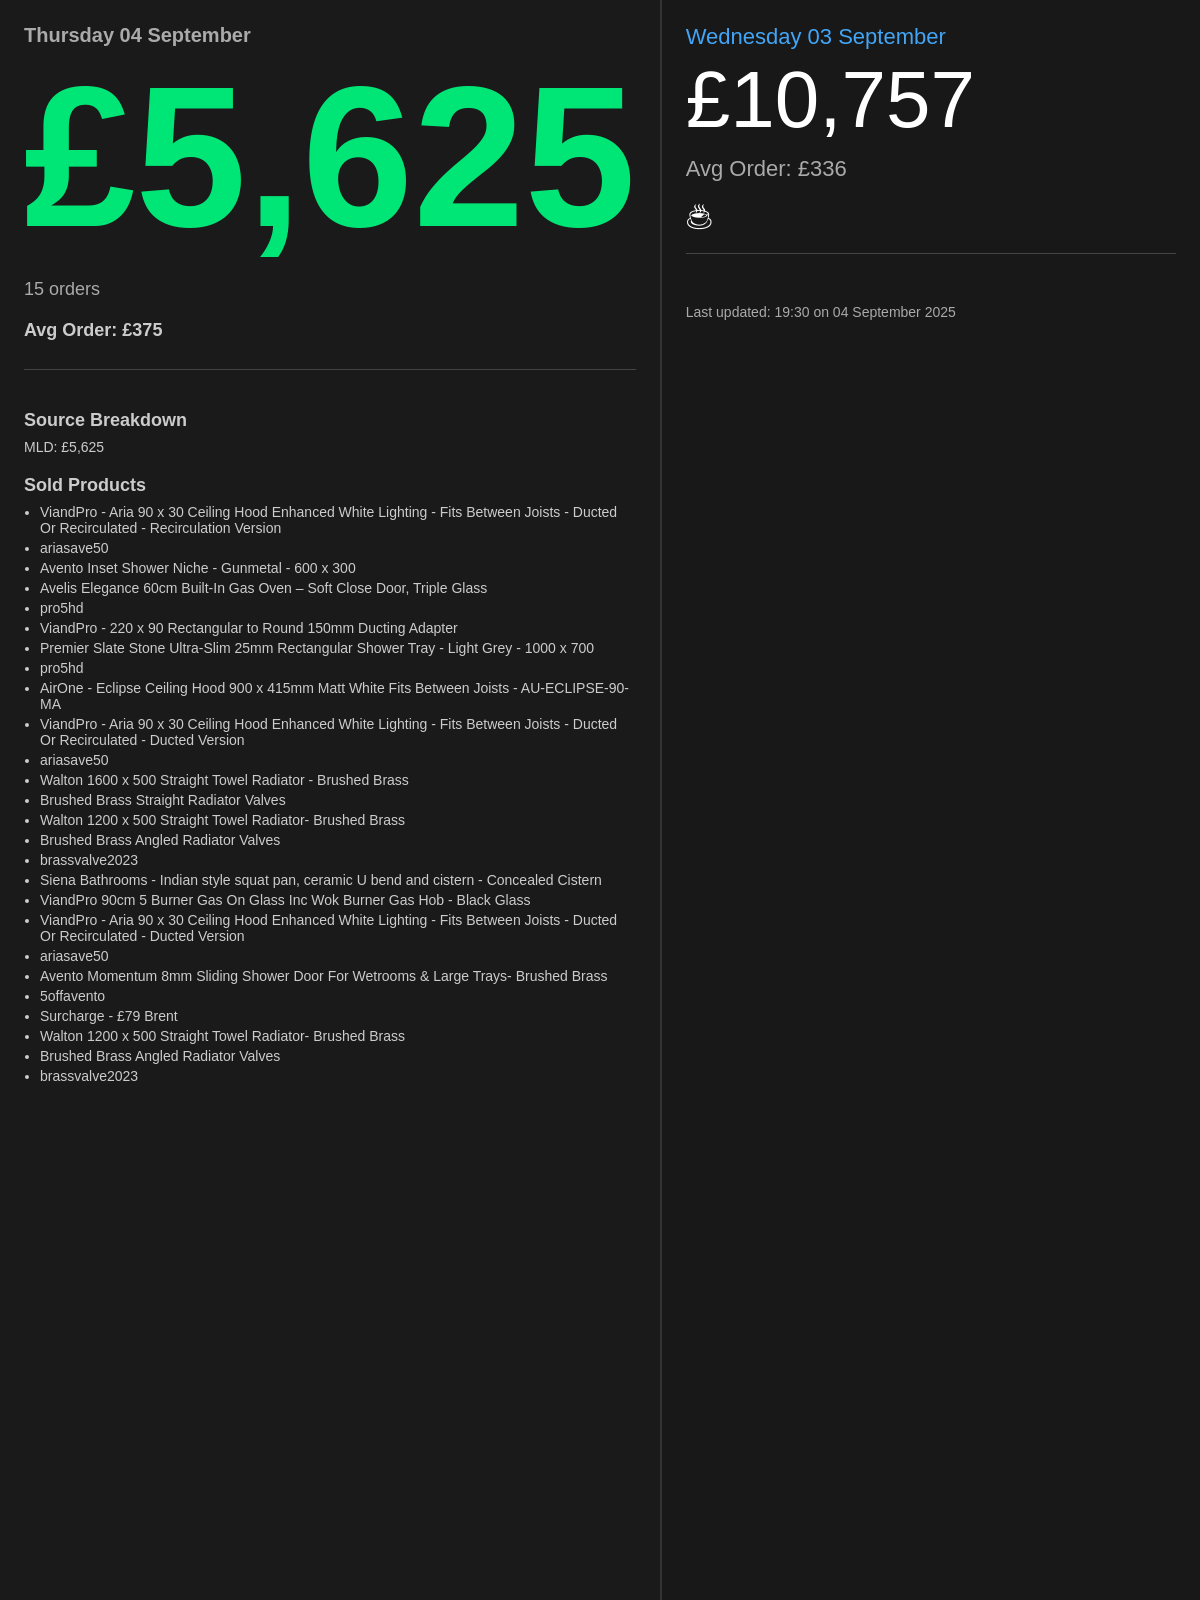 Thursday 04 September
£5,625
15 orders
Avg Order: £375
Source Breakdown
MLD: £5,625
Sold Products
• ViandPro - Aria 90 x 30 Ceiling Hood Enhanced White Lighting - Fits Between Joists - Ducted
Or Recirculated - Recirculation Version
• ariasave50
• Avento Inset Shower Niche - Gunmetal - 600 x 300
• Avelis Elegance 60cm Built-In Gas Oven – Soft Close Door, Triple Glass
• pro5hd
• ViandPro - 220 x 90 Rectangular to Round 150mm Ducting Adapter
• Premier Slate Stone Ultra-Slim 25mm Rectangular Shower Tray - Light Grey - 1000 x 700
• pro5hd
• AirOne - Eclipse Ceiling Hood 900 x 415mm Matt White Fits Between Joists - AU-ECLIPSE-90-
MA
• ViandPro - Aria 90 x 30 Ceiling Hood Enhanced White Lighting - Fits Between Joists - Ducted
Or Recirculated - Ducted Version
• ariasave50
• Walton 1600 x 500 Straight Towel Radiator - Brushed Brass
• Brushed Brass Straight Radiator Valves
• Walton 1200 x 500 Straight Towel Radiator- Brushed Brass
• Brushed Brass Angled Radiator Valves
• brassvalve2023
• Siena Bathrooms - Indian style squat pan, ceramic U bend and cistern - Concealed Cistern
• ViandPro 90cm 5 Burner Gas On Glass Inc Wok Burner Gas Hob - Black Glass
• ViandPro - Aria 90 x 30 Ceiling Hood Enhanced White Lighting - Fits Between Joists - Ducted
Or Recirculated - Ducted Version
• ariasave50
• Avento Momentum 8mm Sliding Shower Door For Wetrooms & Large Trays- Brushed Brass
• 5offavento
• Surcharge - £79 Brent
• Walton 1200 x 500 Straight Towel Radiator- Brushed Brass
• Brushed Brass Angled Radiator Valves
• brassvalve2023
Wednesday 03 September
£10,757
Avg Order: £336
☕
Last updated: 19:30 on 04 September 2025